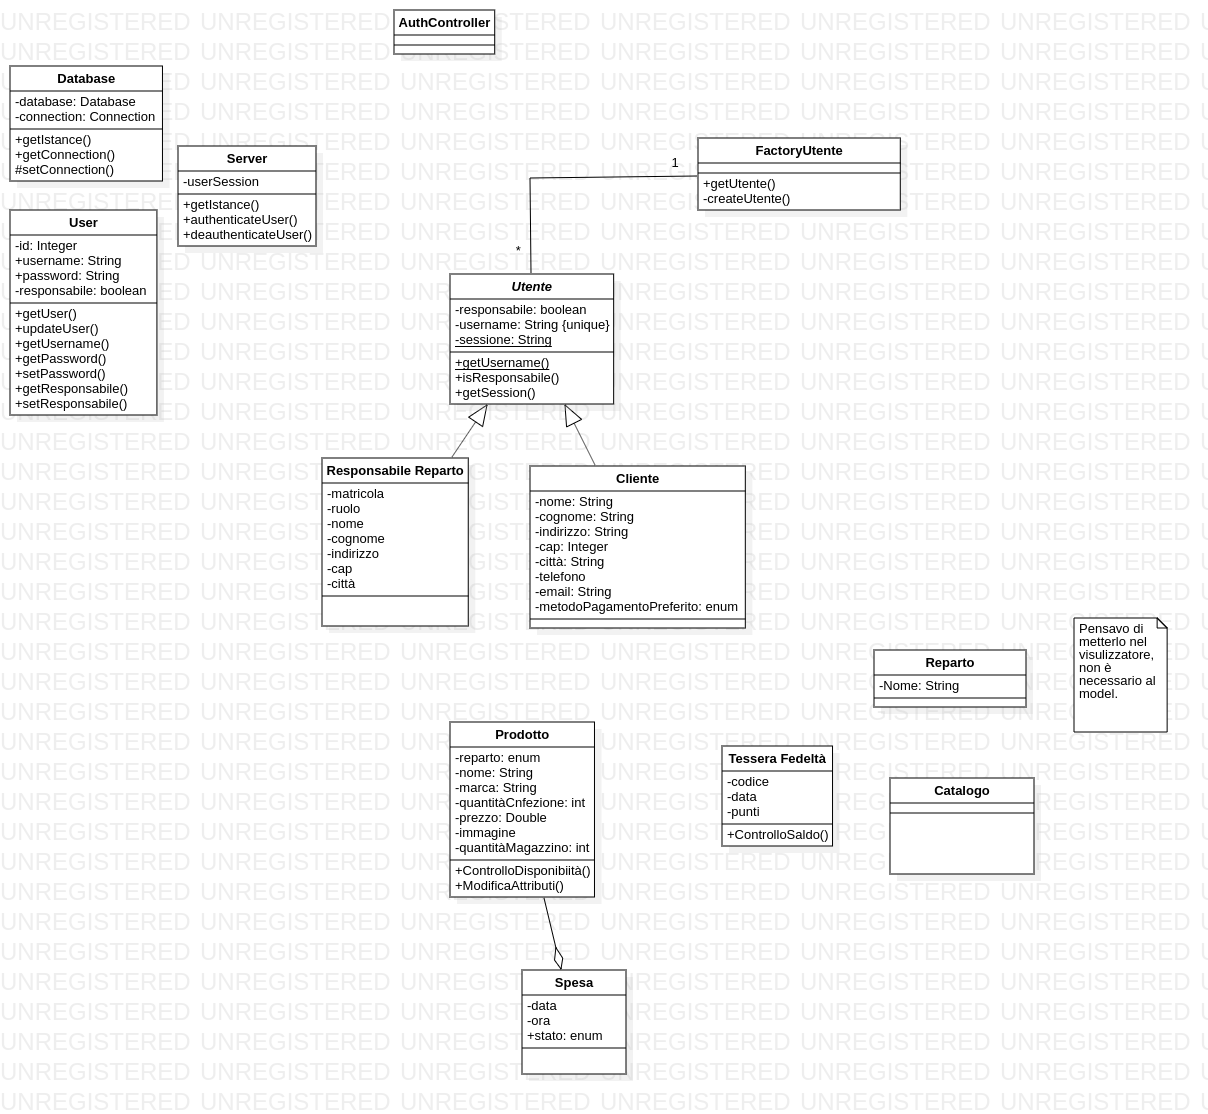 AuthController
Database
-database: Database
-connection: Connection
+getIstance()
+getConnection()
#setConnection()
Server
-userSession
+getIstance()
+authenticateUser()
+deauthenticateUser()
FactoryUtente
+getUtente()
-createUtente()
1
*
User
-id: Integer
+username: String
+password: String
-responsabile: boolean
+getUser()
+updateUser()
+getUsername()
+getPassword()
+setPassword()
+getResponsabile()
+setResponsabile()
Utente
-responsabile: boolean
-username: String {unique}
-sessione: String
+getUsername()
+isResponsabile()
+getSession()
Responsabile Reparto
-matricola
-ruolo
-nome
-cognome
-indirizzo
-cap
-città
Cliente
-nome: String
-cognome: String
-indirizzo: String
-cap: Integer
-città: String
-telefono
-email: String
-metodoPagamentoPreferito: enum
Pensavo di
metterlo nel
visulizzatore,
non è
necessario al
model.
Reparto
-Nome: String
Prodotto
-reparto: enum
-nome: String
-marca: String
-quantitàCnfezione: int
-prezzo: Double
-immagine
-quantitàMagazzino: int
+ControlloDisponibiità()
+ModificaAttributi()
Tessera Fedeltà
-codice
-data
-punti
+ControlloSaldo()
Catalogo
Spesa
-data
-ora
+stato: enum
UNREGISTERED